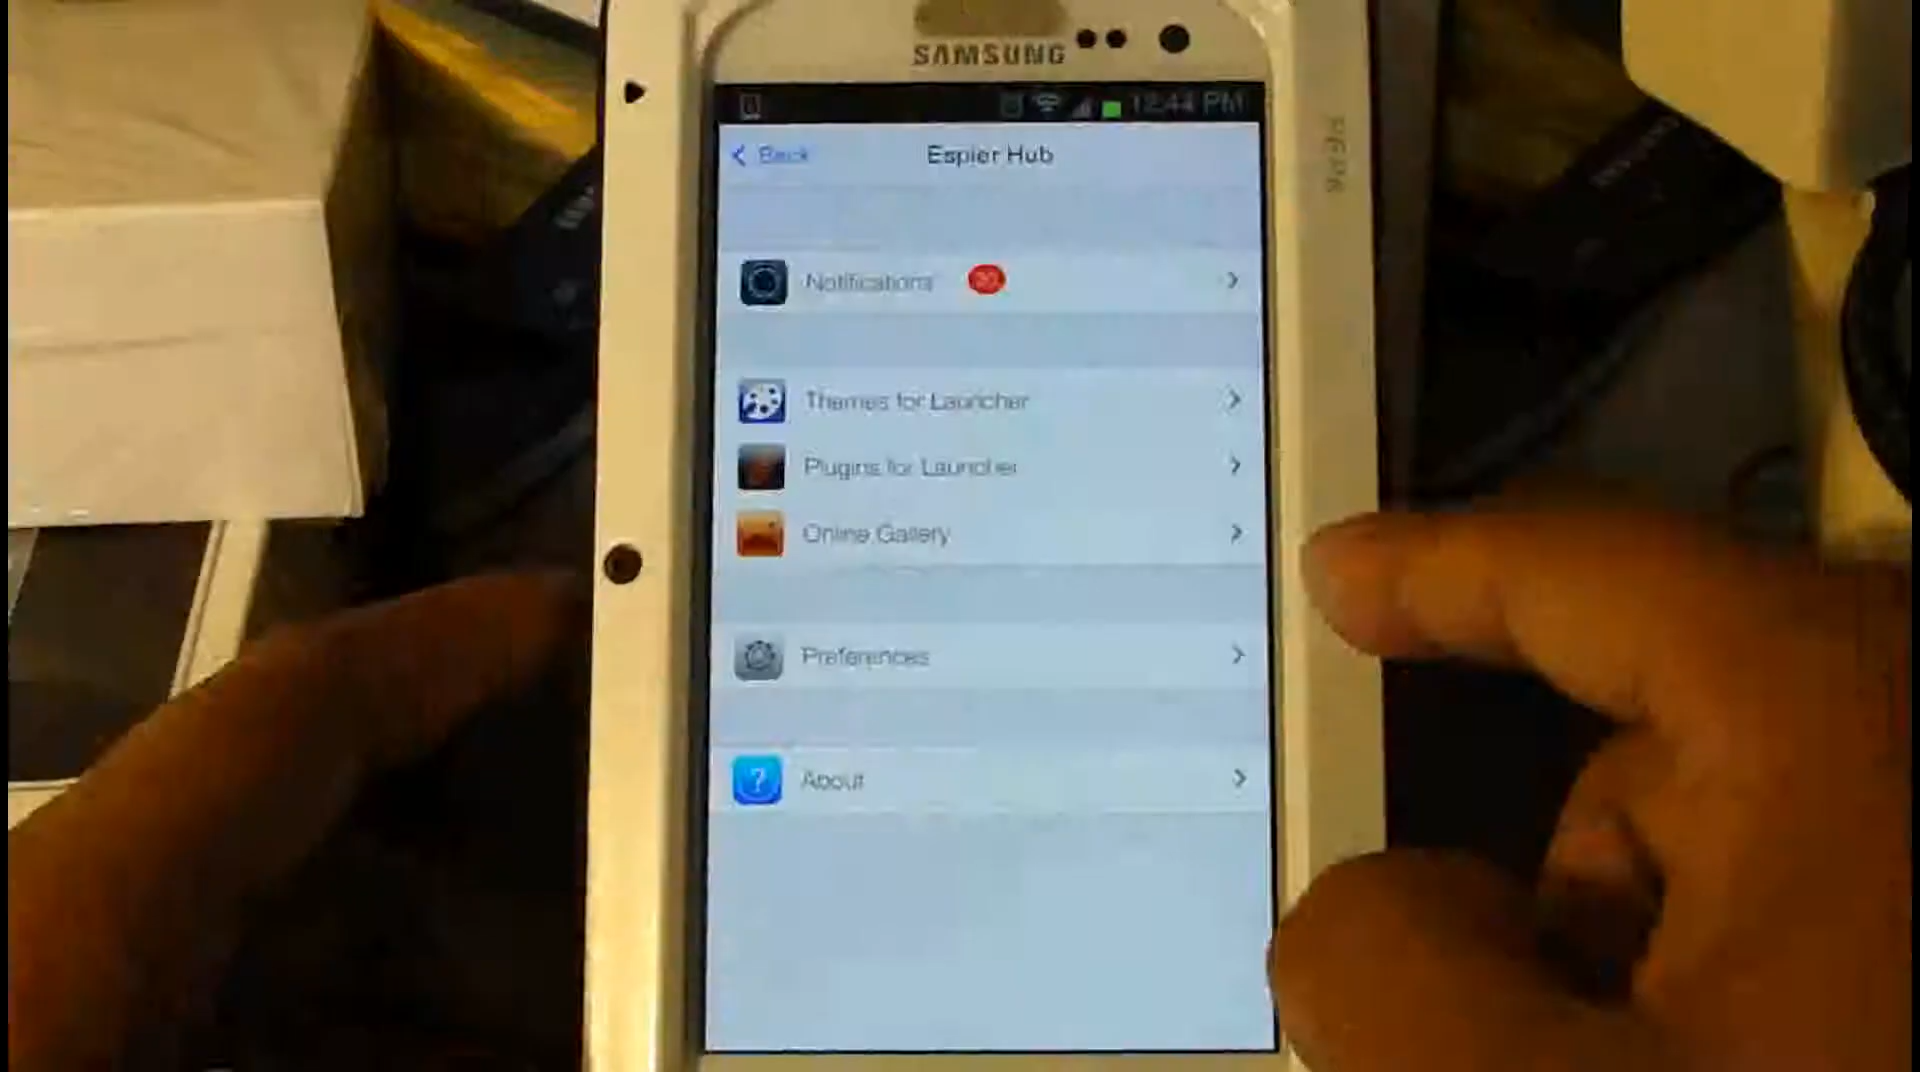 SAMSUNG
12:44 PM
Back
Espier Hub
Notifications
Themes for Launcher
Plugins for Launcher
Online Gallery
Preferences
?
About